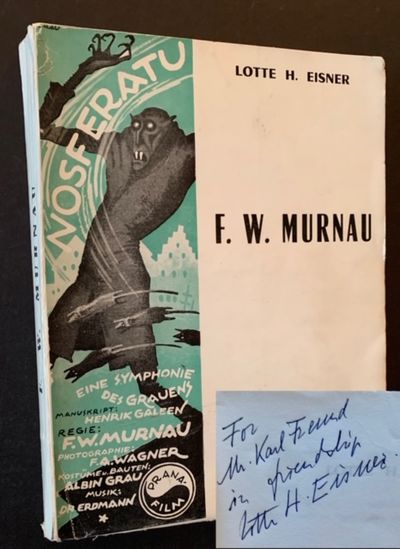 NOSFERATU
EINE SYMPHONIE
DES GRAUENS
MANUSKRIPT:
HENRIK GALEEN
REGIE:
F.W. MURNAU
PHOTOGRAPHIE:
F.A. WAGNER
KOSTÜME U. BAUTEN:
ALBIN GRAU
MUSIK:
DR ERDMANN
PRANA-
FILM
LOTTE H. EISNER
F. W. MURNAU
For
Mr. Karl Freund
in friendship
Lotte H. Eisner.